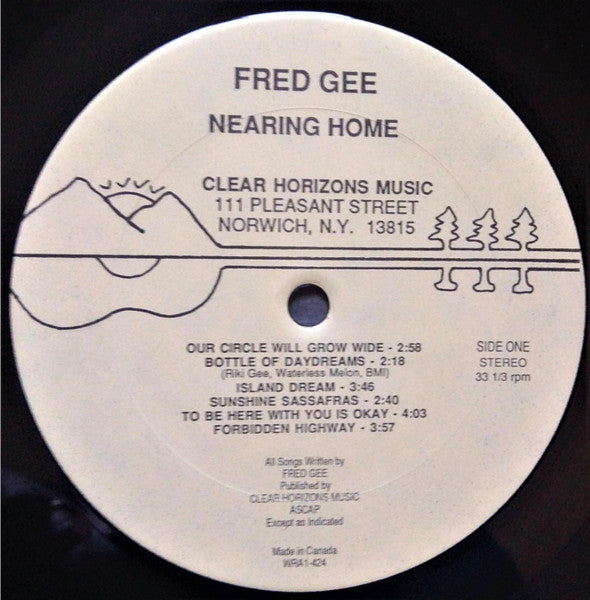 FRED GEE
NEARING HOME
CLEAR HORIZONS MUSIC
111 PLEASANT STREET
NORWICH, N.Y. 13815
OUR CIRCLE WILL GROW WIDE - 2:58
BOTTLE OF DAYDREAMS - 2:18
(Riki Gee, Waterless Melon, BMI)
ISLAND DREAM - 3:46
SUNSHINE SASSAFRAS - 2:40
TO BE HERE WITH YOU IS OKAY - 4:03
FORBIDDEN HIGHWAY - 3:57
SIDE ONE
STEREO
33 1/3 rpm
All Songs Written by
FRED GEE
Published by
CLEAR HORIZONS MUSIC
ASCAP
Except as Indicated
Made in Canada
WRA1-424